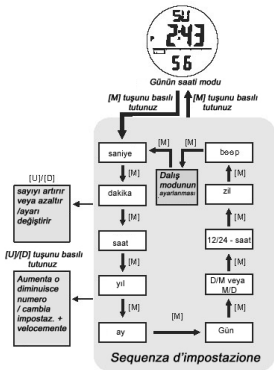 SU
P 2:43
56
Günün saati modu
[M] tuşunu basılı
tutunuz
[M] tuşunu basılı
tutunuz
[M]
[M]
saniye
Dalış
modunun
ayarlanması
beep
[U]/[D]
sayıyı artırır
veya azaltır
/ayarı
değiştirir
[M]
[M]
dakika
zil
[M]
[M]
saat
12/24 - saat
[U]/[D] tuşunu basılı
tutunuz
Aumenta o
diminuisce
numero
/ cambia
impostaz. +
velocemente
[M]
[M]
yıl
D/M veya
M/D
[M]
[M]
[M]
ay
Gün
Sequenza d'impostazione